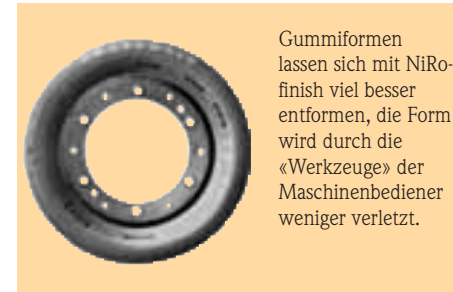 Gummiformen
lassen sich mit NiRo-
finish viel besser
entformen, die Form
wird durch die
«Werkzeuge» der
Maschinenbediener
weniger verletzt.